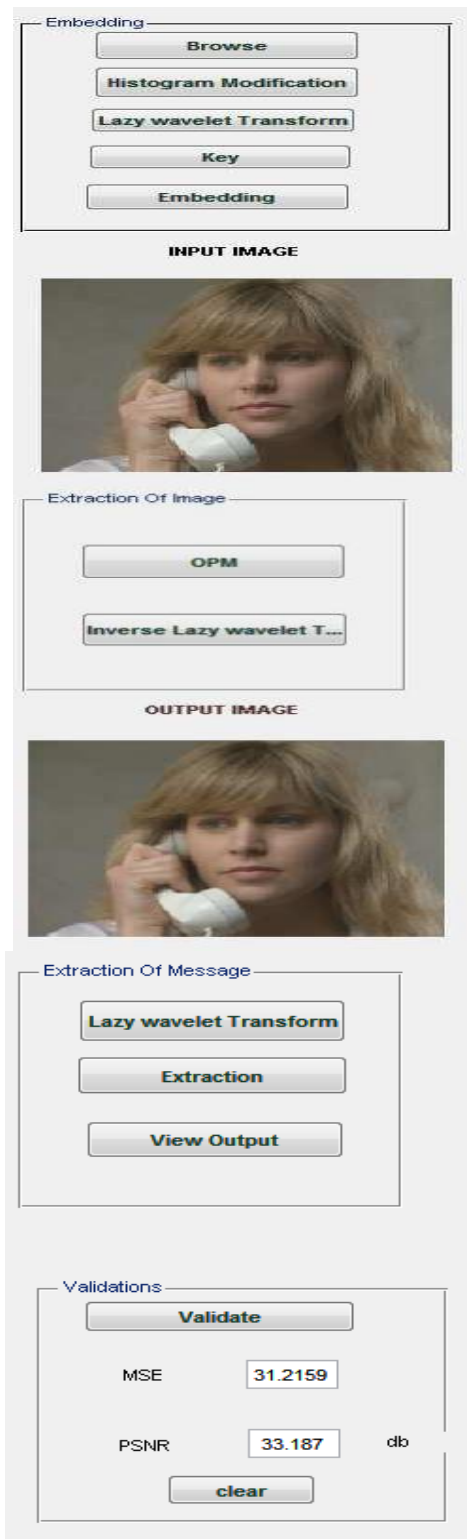 Embedding
Browse
Histogram Modification
Lazy wavelet Transform
Key
Embedding
INPUT IMAGE
Extraction Of Image
OPM
Inverse Lazy wavelet T...
OUTPUT IMAGE
Extraction Of Message
Lazy wavelet Transform
Extraction
View Output
Validations
Validate
MSE 31.2159
PSNR 33.187 db
clear